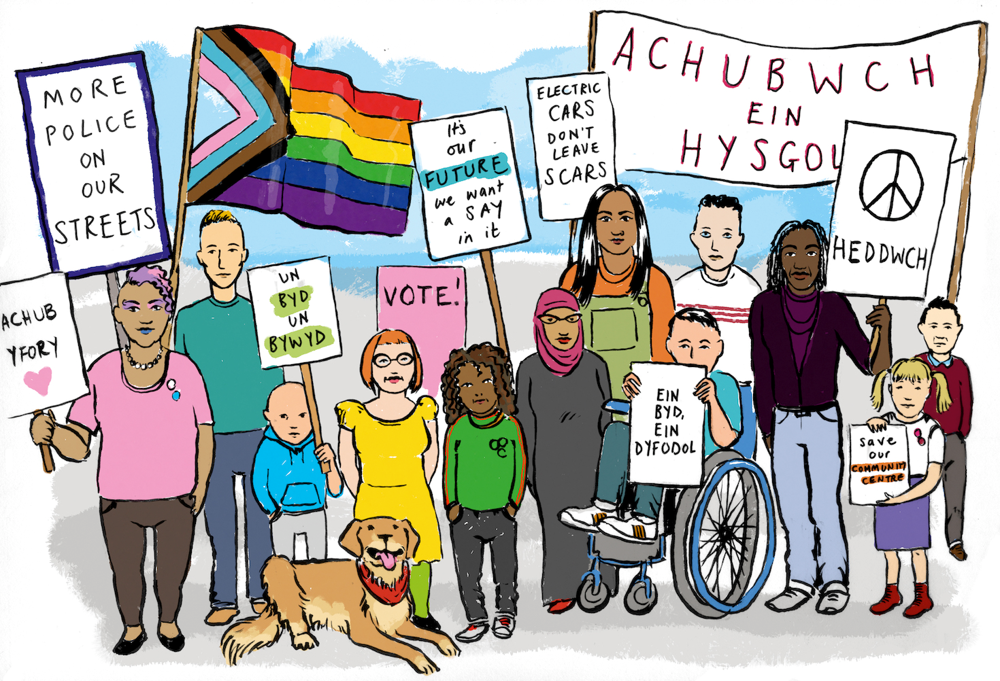 MORE
POLICE
ON
OUR
STREETS
ACHUB
YFORY
UN
BYD
UN
BYWYD
VOTE!
It's
our
FUTURE
we want
a SAY
in it
ELECTRIC
CARS
DON'T
LEAVE
SCARS
ACHUBWCH
EIN
HEDDWCH
EIN
BYD,
EIN
DYFODOL
Save
our
COMMUNITY
CENTRE